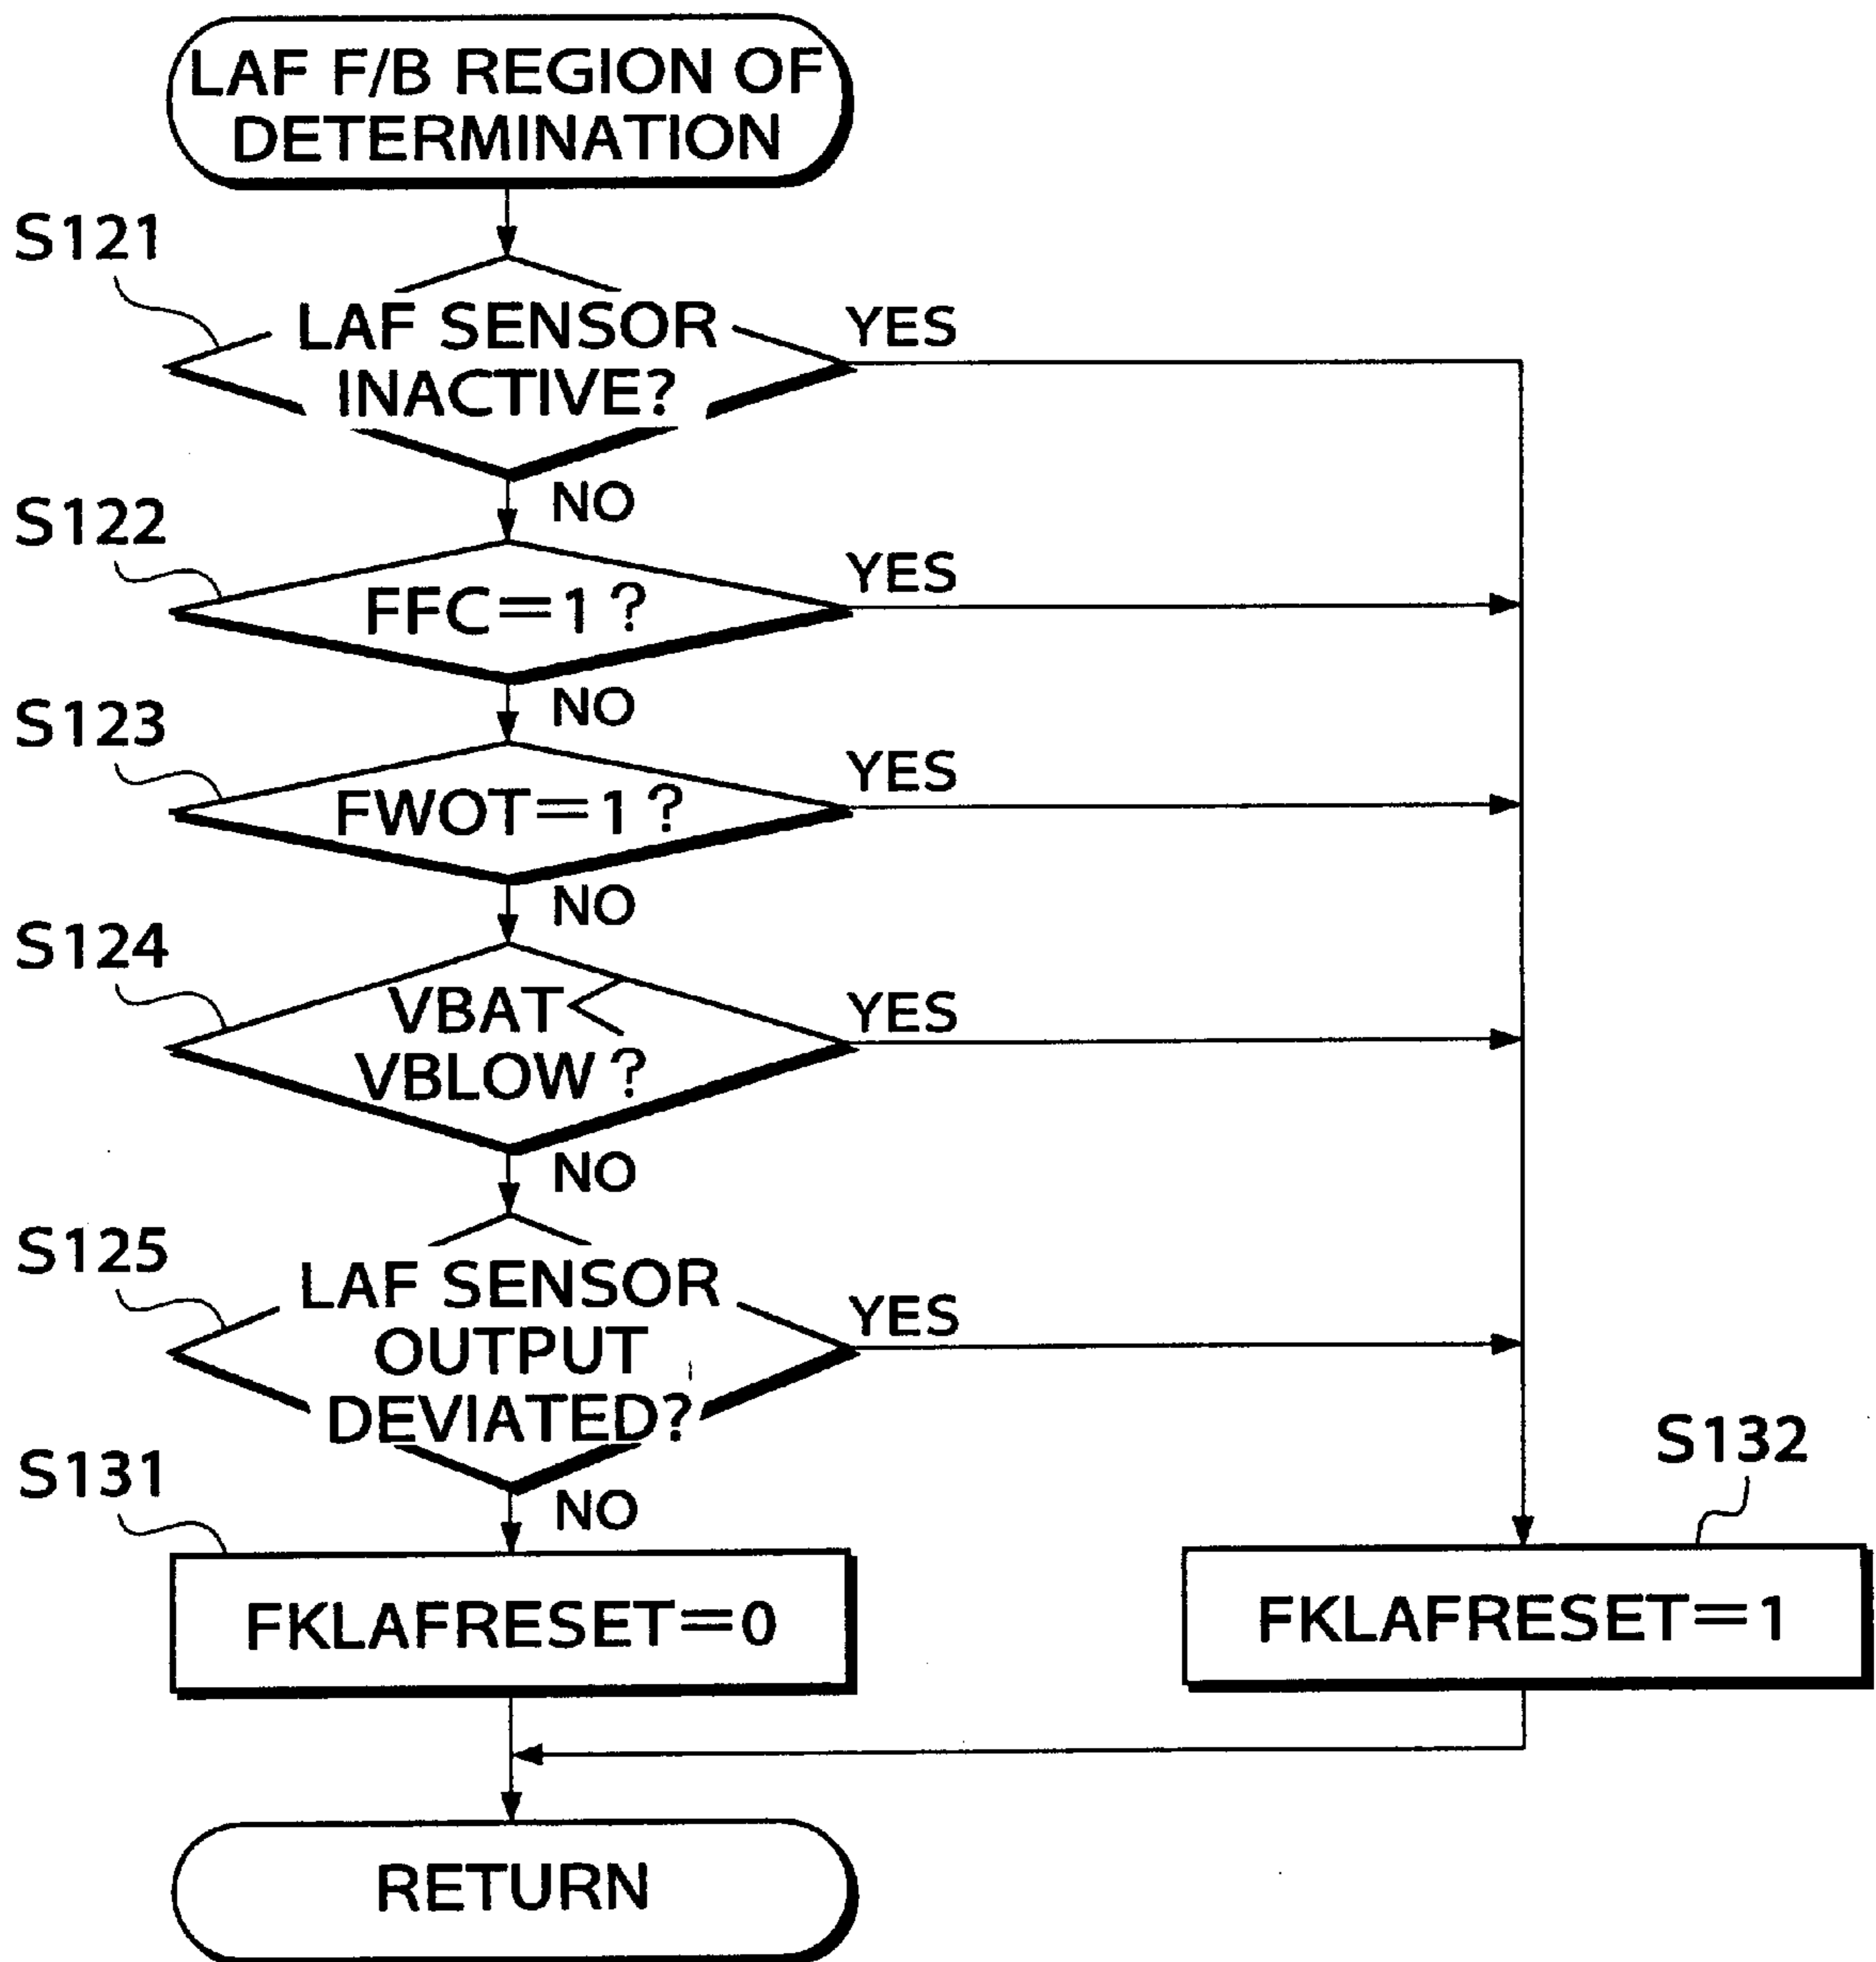 LAF F/B REGION OF
DETERMINATION
S121
LAF SENSOR
INACTIVE?
YES
NO
S122
FFC=1?
YES
NO
S123
FWOT=1?
YES
NO
S124
VBAT<
VBLOW?
YES
NO
S125
LAF SENSOR
OUTPUT
DEVIATED?
YES
NO
S131
FKLAFRESET=0
S132
FKLAFRESET=1
RETURN